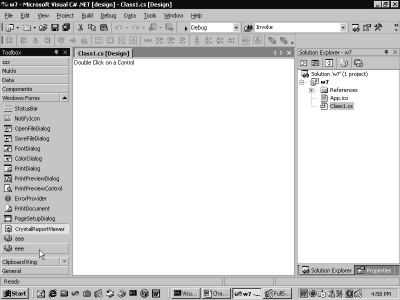 w7 - Microsoft Visual C# .NET [design] - Class1.cs [Design]
File Edit View Project Build Debug Data Tools Window Help
Debug Invoke
Toolbox
zzz
Mukhi
Data
Components
Windows Forms
StatusBar
NotifyIcon
OpenFileDialog
SaveFileDialog
FontDialog
ColorDialog
PrintDialog
PrintPreviewDialog
PrintPreviewControl
ErrorProvider
PrintDocument
PageSetupDialog
CrystalReportViewer
aaa
eee
Clipboard Ring
General
Class1.cs [Design]
Double Click on a Control
Solution Explorer - w7
Solution 'w7' (1 project)
w7
References
App.ico
Class1.cs
Solution Explorer Properties
Ready
Start Visu... Cha... w7 -... FullS... 4:58 PM